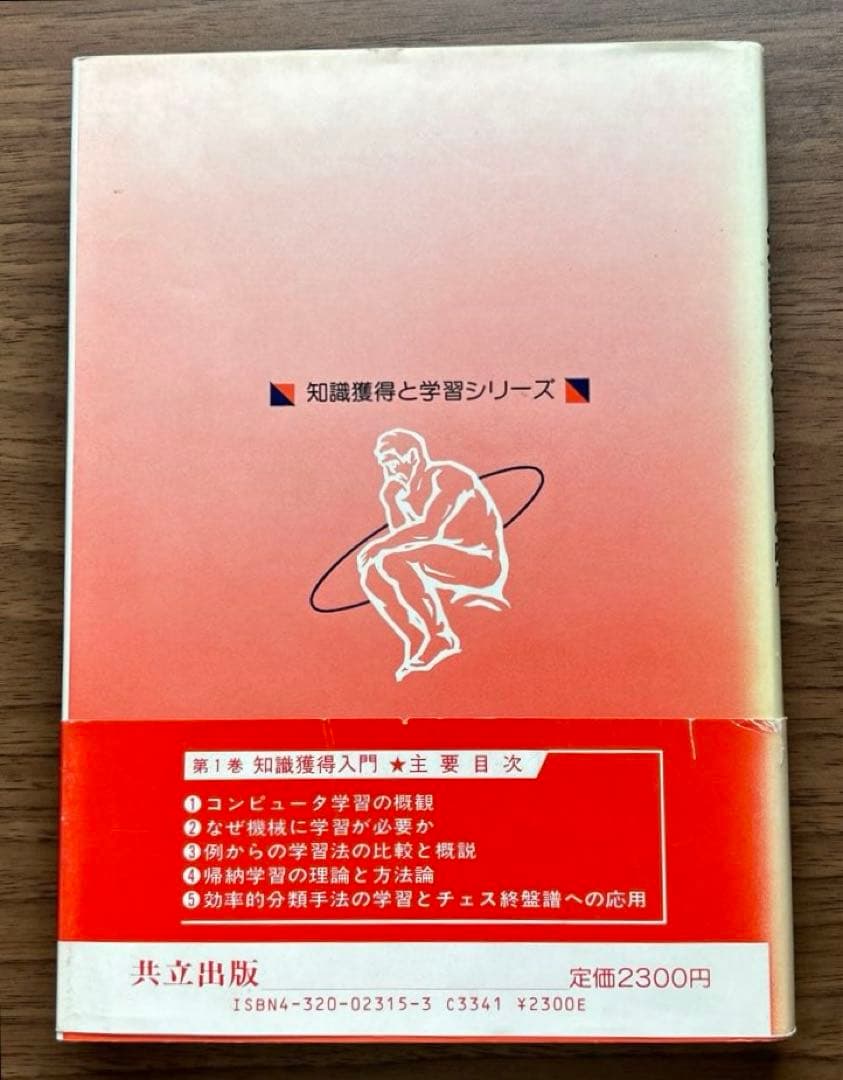 知識獲得と学習シリーズ
第1巻 知識獲得入門 ★主要目次
❶コンピュータ学習の概観
❷なぜ機械に学習が必要か
❸例からの学習法の比較と概説
❹帰納学習の理論と方法論
❺効率的分類手法の学習とチェス終盤譜への応用
共立出版 定価2300円
ISBN4-320-02315-3 C3341 ¥2300E